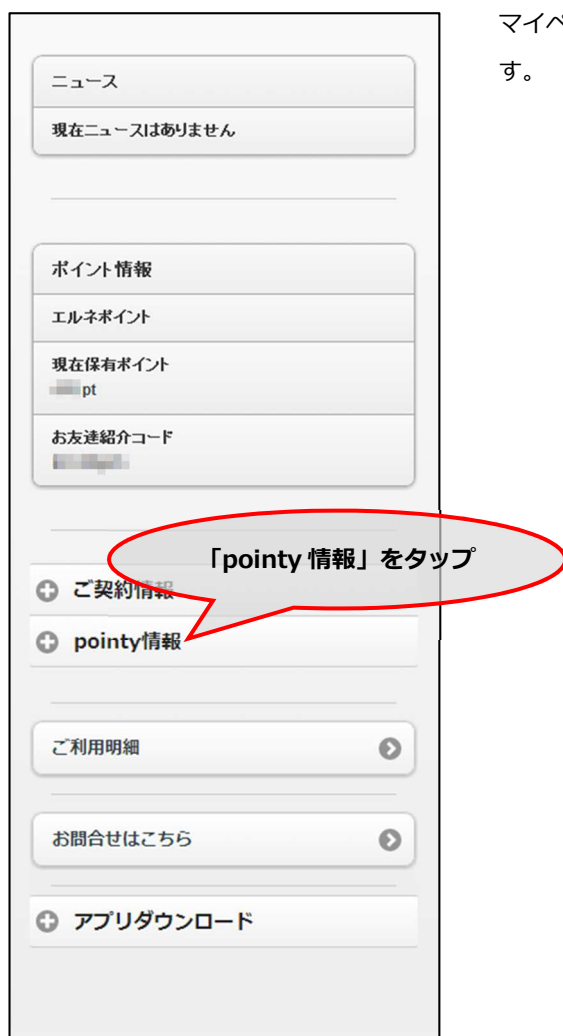 マイペ
す。
ニュース
現在ニュースはありません
ポイント情報
エルネポイント
現在保有ポイント
pt
お友達紹介コード
「pointy 情報」をタップ
ご契約情報
pointy情報
ご利用明細
お問合せはこちら
アプリダウンロード